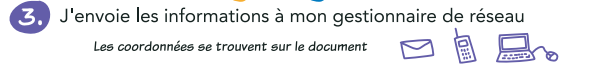 3. J'envoie les informations à mon gestionnaire de réseau
Les coordonnées se trouvent sur le document